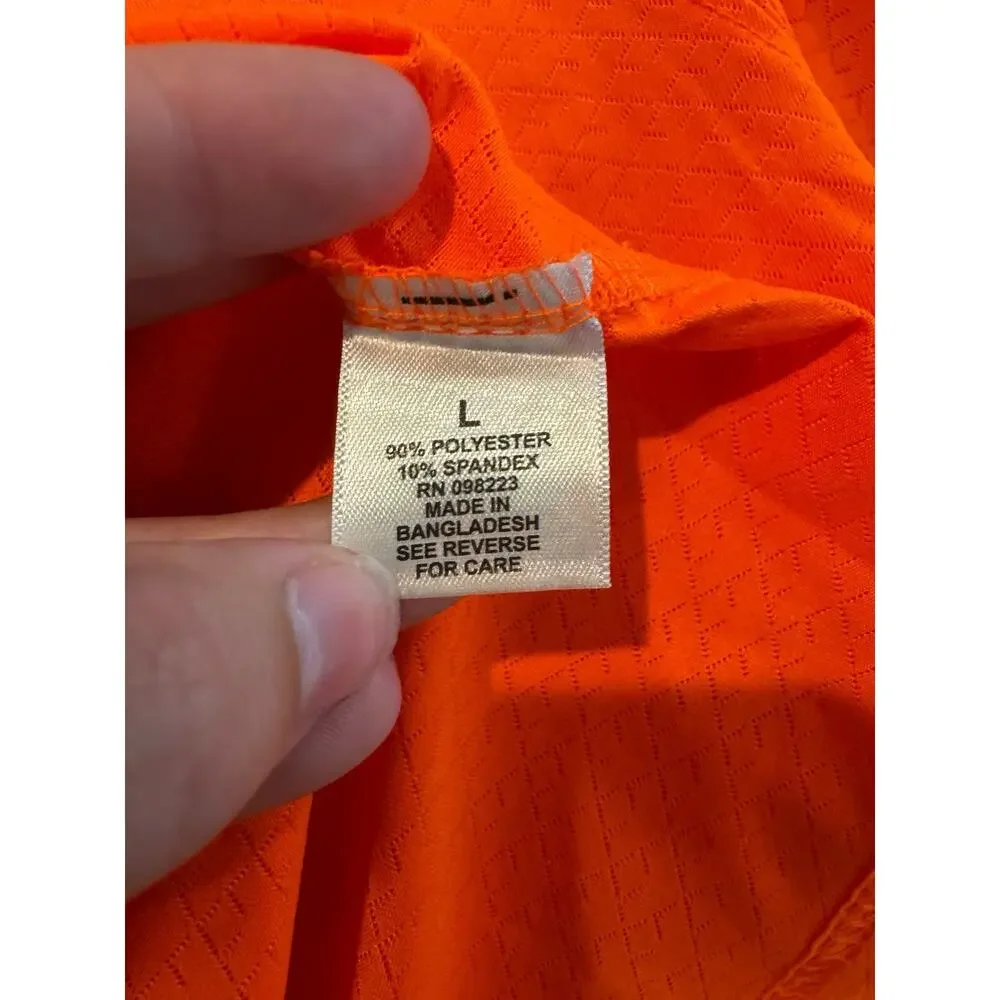 L
90% POLYESTER
10% SPANDEX
RN 098223
MADE IN
BANGLADESH
SEE REVERSE
FOR CARE